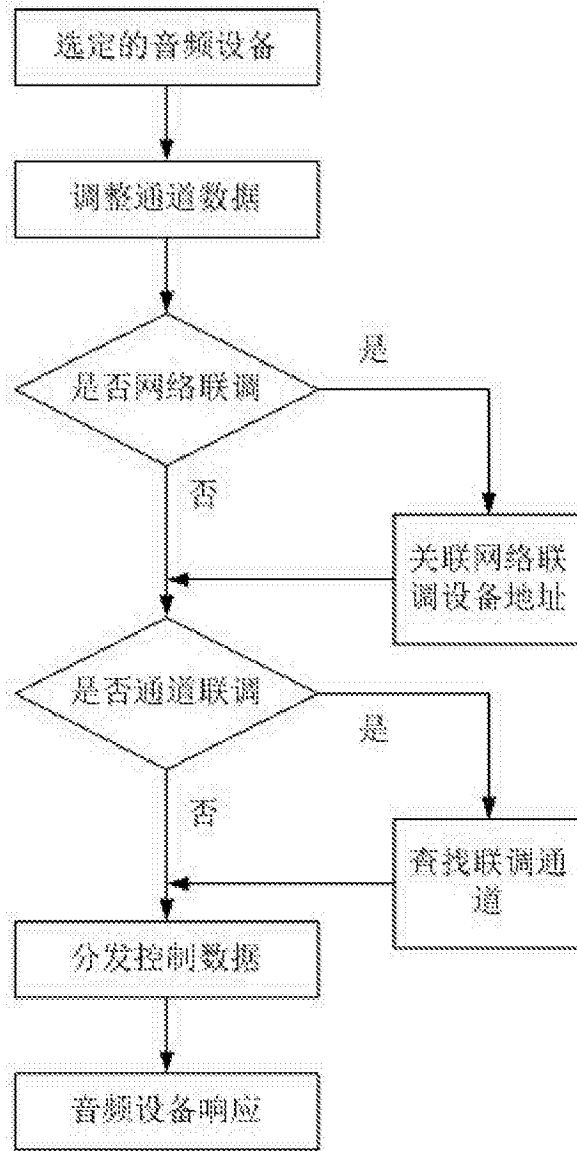 选定的音频设备
调整通道数据
是否网络联调
是
否
关联网络联
调设备地址
是否通道联调
是
否
查找联调通
道
分发控制数据
音频设备响应